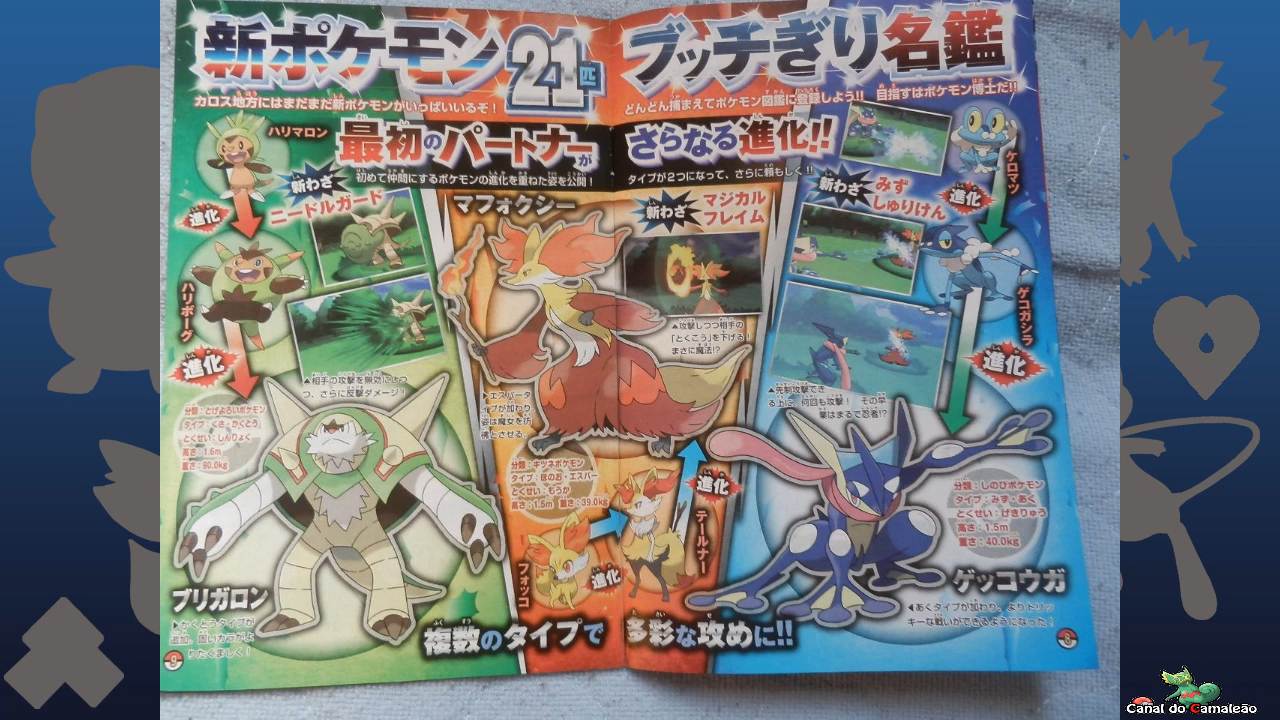 新ポケモン21匹 ブッチぎり名鑑
カロス地方にはまだまだ新ポケモンがいっぱいいるぞ！
どんどん捕まえてポケモン図鑑に登録しよう!! 目指すはポケモン博士だ!!
最初のパートナーが さらなる進化!!
初めて仲間にするポケモンの進化を重ねた姿を公開！
タイプが2つになって、さらに頼もしく!!
ハリマロン
進化
新わざ
ニードルガード
ハリボーグ
進化
▲相手の攻撃を無効にしつ
つ、さらに反撃ダメージ！
分類：とげよろいポケモン
タイプ：くさ・かくとう
とくせい：しんりょく
高さ：1.6m
重さ：90.0kg
ブリガロン
▶かくとうタイプが
追加。固いカラがよ
りたくましく！
9
マフォクシー
新わざ
マジカル
フレイム
▲攻撃しつつ相手の
「とくこう」を下げる！
まさに魔法!?
▶エスパータ
イプが加わり、
姿は魔女を彷
彿とさせる。
分類：キツネポケモン
タイプ：ほのお・エスパー
とくせい：もうか
高さ：1.5m 重さ：39.0kg
フォッコ
進化
テールナー
進化
ケロマツ
進化
新わざ
みず
しゅりけん
ゲコガシラ
進化
▲先制攻撃でき
る上に、何回も攻撃！ その早
業はまるで忍者!?
分類：しのびポケモン
タイプ：みず・あく
とくせい：げきりゅう
高さ：1.5m
重さ：40.0kg
ゲッコウガ
◀あくタイプが加わり、よりトリッ
キーな戦いができるようになった！
8
複数のタイプで 多彩な攻めに!!
Canal do Camaleão